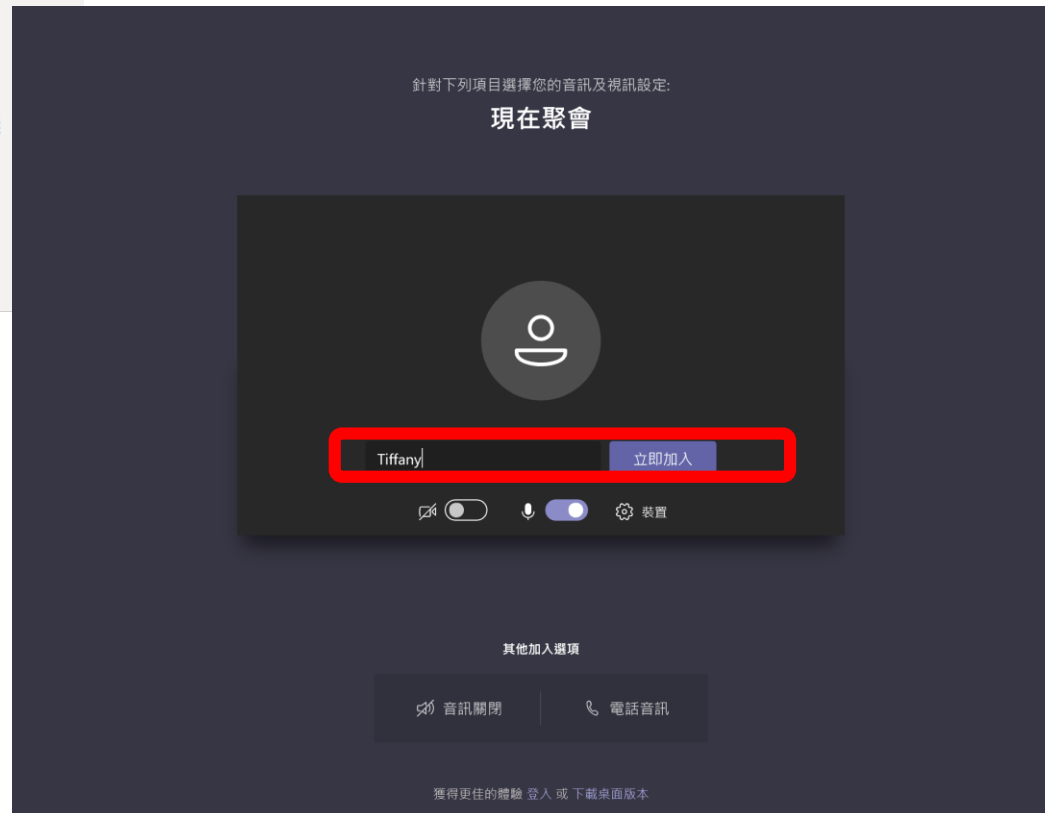 針對下列項目選擇您的音訊及視訊設定:
現在聚會
Tiffany
立即加入
裝置
其他加入選項
音訊關閉
電話音訊
獲得更佳的體驗 登入 或 下載桌面版本